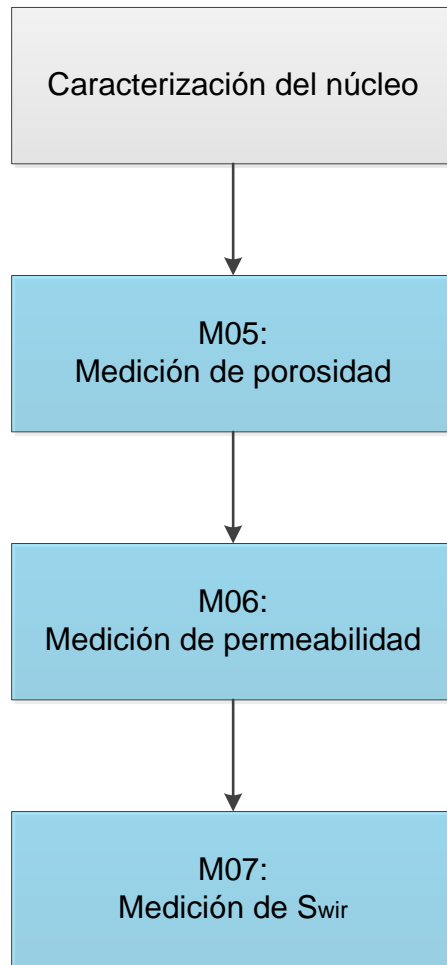 Caracterización del núcleo
M05:
Medición de porosidad
M06:
Medición de permeabilidad
M07:
Medición de Swir